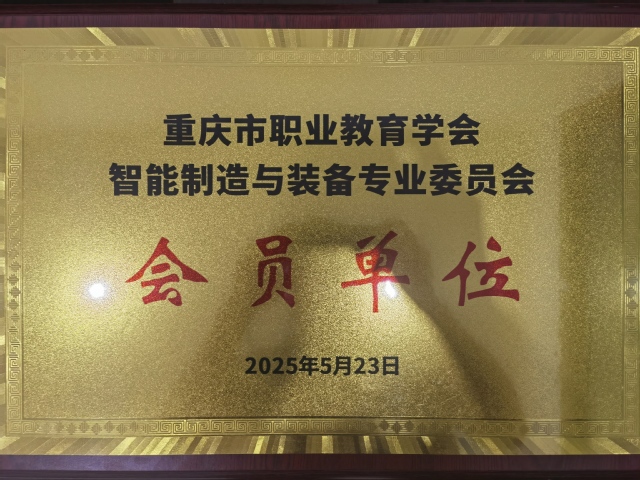 重庆市职业教育学会
智能制造与装备专业委员会
会员单位
2025年5月23日